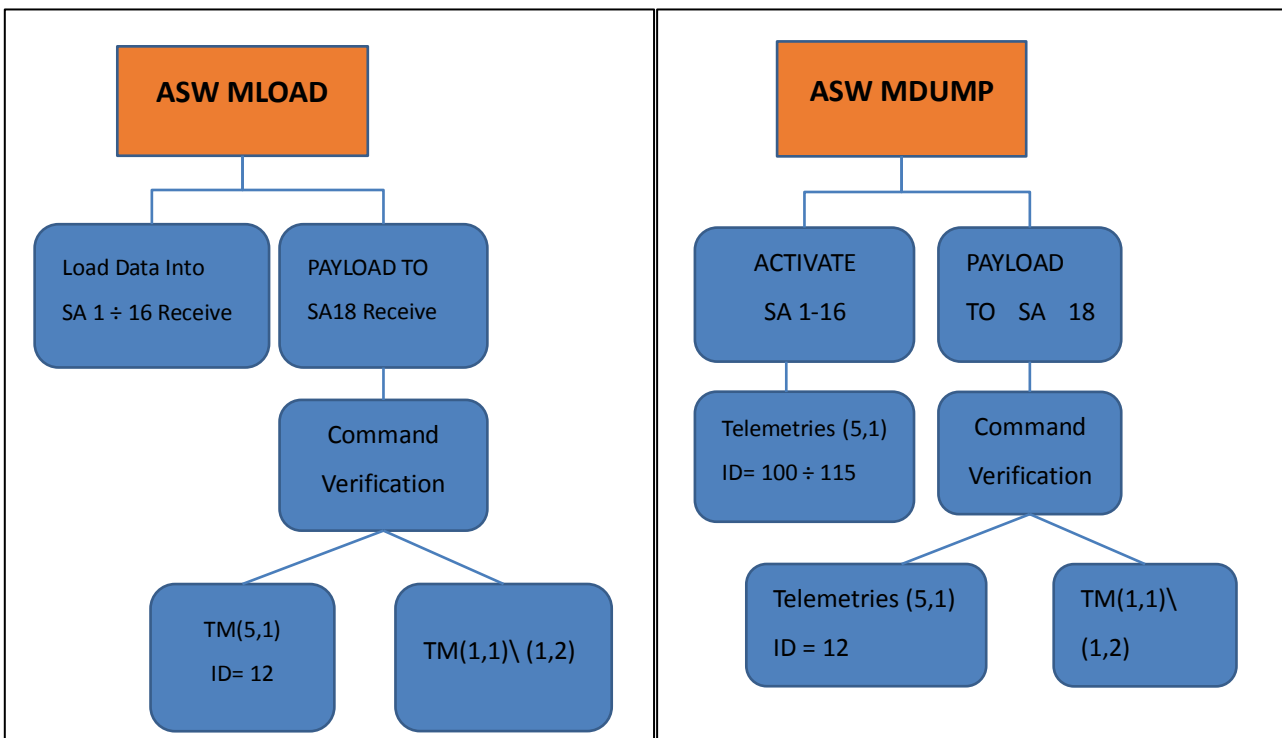 ASW MLOAD
Load Data Into
SA 1 ÷ 16 Receive
PAYLOAD TO
SA18 Receive
Command
Verification
TM(5,1)
ID= 12
TM(1,1)\ (1,2)
ASW MDUMP
ACTIVATE
SA 1-16
PAYLOAD
TO SA 18
Telemetries (5,1)
ID= 100 ÷ 115
Command
Verification
Telemetries (5,1)
ID = 12
TM(1,1)\
(1,2)